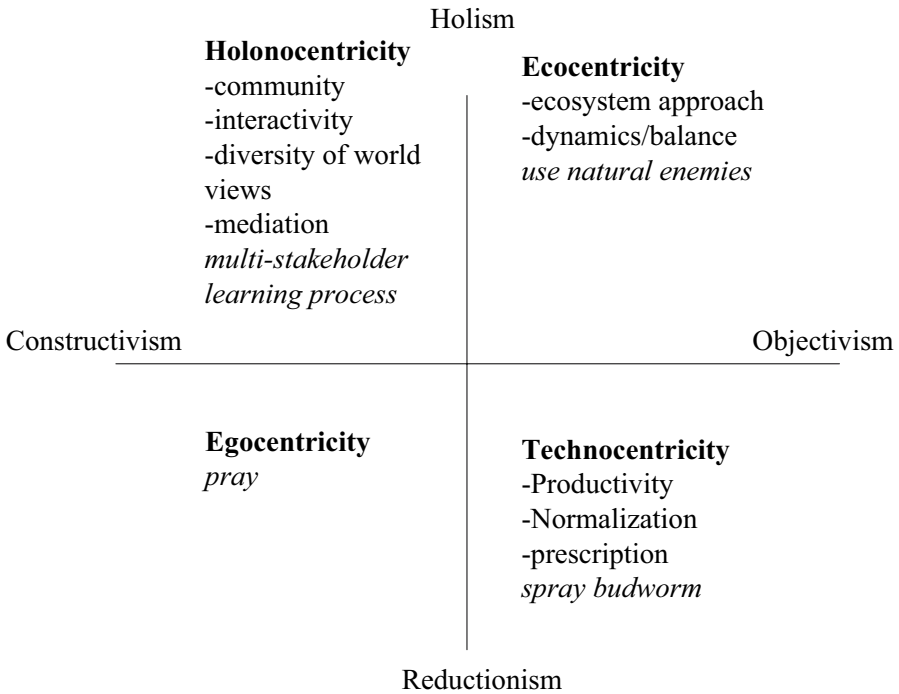 Holism
Holonocentricity
-community
-interactivity
-diversity of world
views
-mediation
multi-stakeholder
learning process
Ecocentricity
-ecosystem approach
-dynamics/balance
use natural enemies
Constructivism
Objectivism
Egocentricity
pray
Technocentricity
-Productivity
-Normalization
-prescription
spray budworm
Reductionism